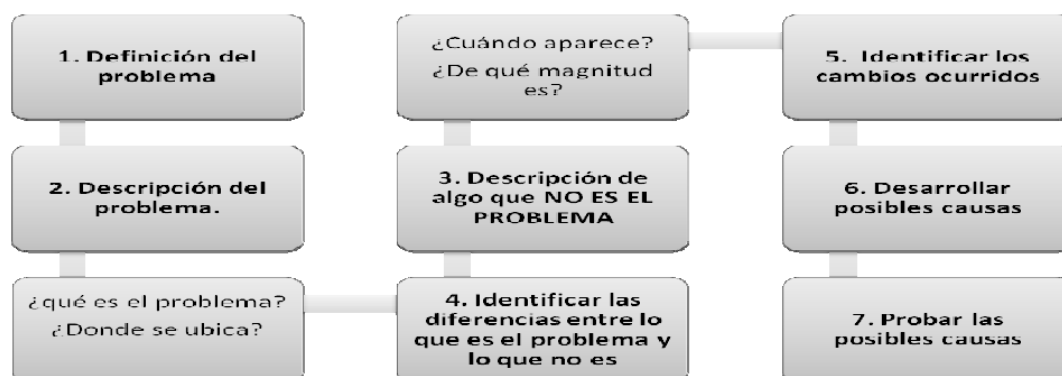 1. Definición del
problema
2. Descripción del
problema.
¿qué es el problema?
¿Donde se ubica?
4. Identificar las
diferencias entre lo
que es el problema y
lo que no es
3. Descripción de
algo que NO ES EL
PROBLEMA
¿Cuándo aparece?
¿De qué magnitud
es?
5. Identificar los
cambios ocurridos
6. Desarrollar
posibles causas
7. Probar las
posibles causas